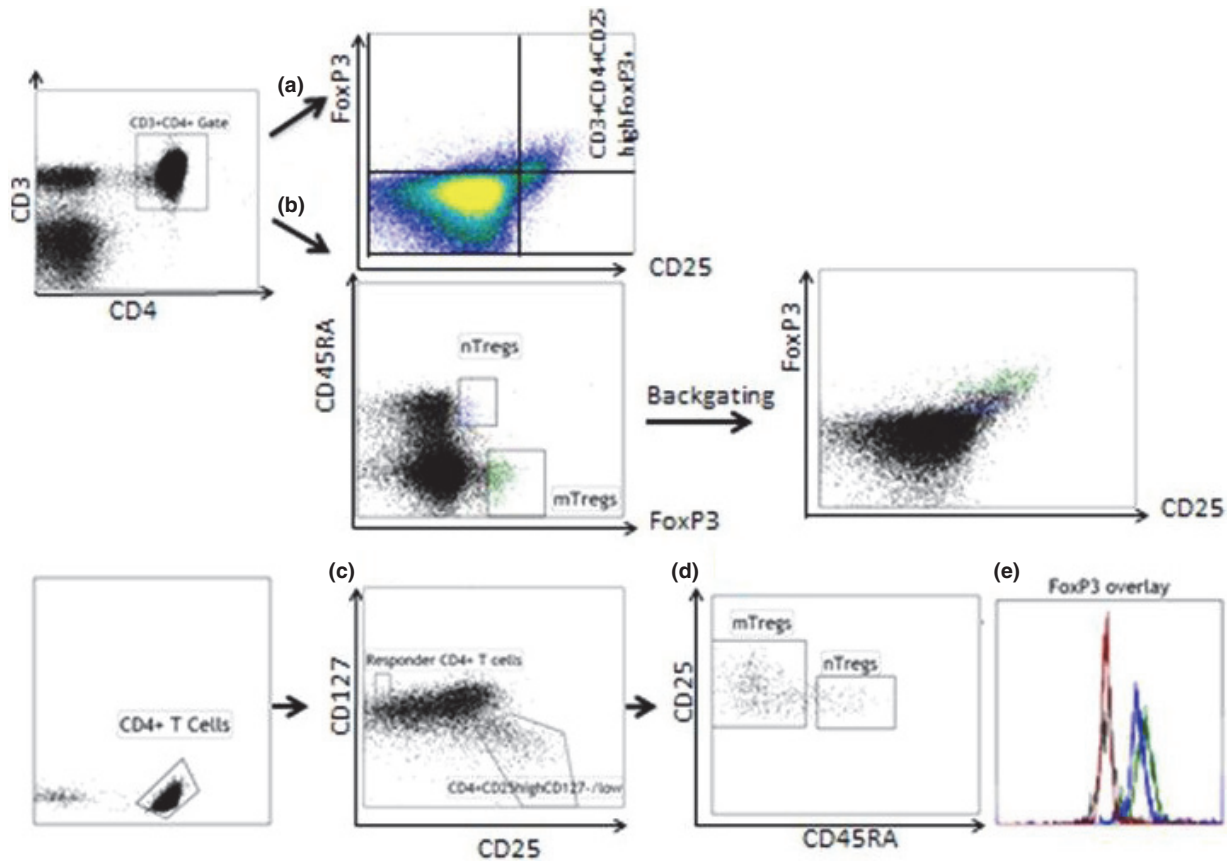 (a)
CD3+CD4+ Gate
CD3
CD4
(b)
FoxP3
CD3+CD4+CD25
highFoxP3+
CD25
CD45RA
nTregs
mTregs
FoxP3
Backgating
FoxP3
CD25
CD4+ T Cells
(c)
CD127
Responder CD4+ T cells
CD4+CD25highCD127-/low
CD25
(d)
CD25
mTregs
nTregs
CD45RA
(e)
FoxP3 overlay